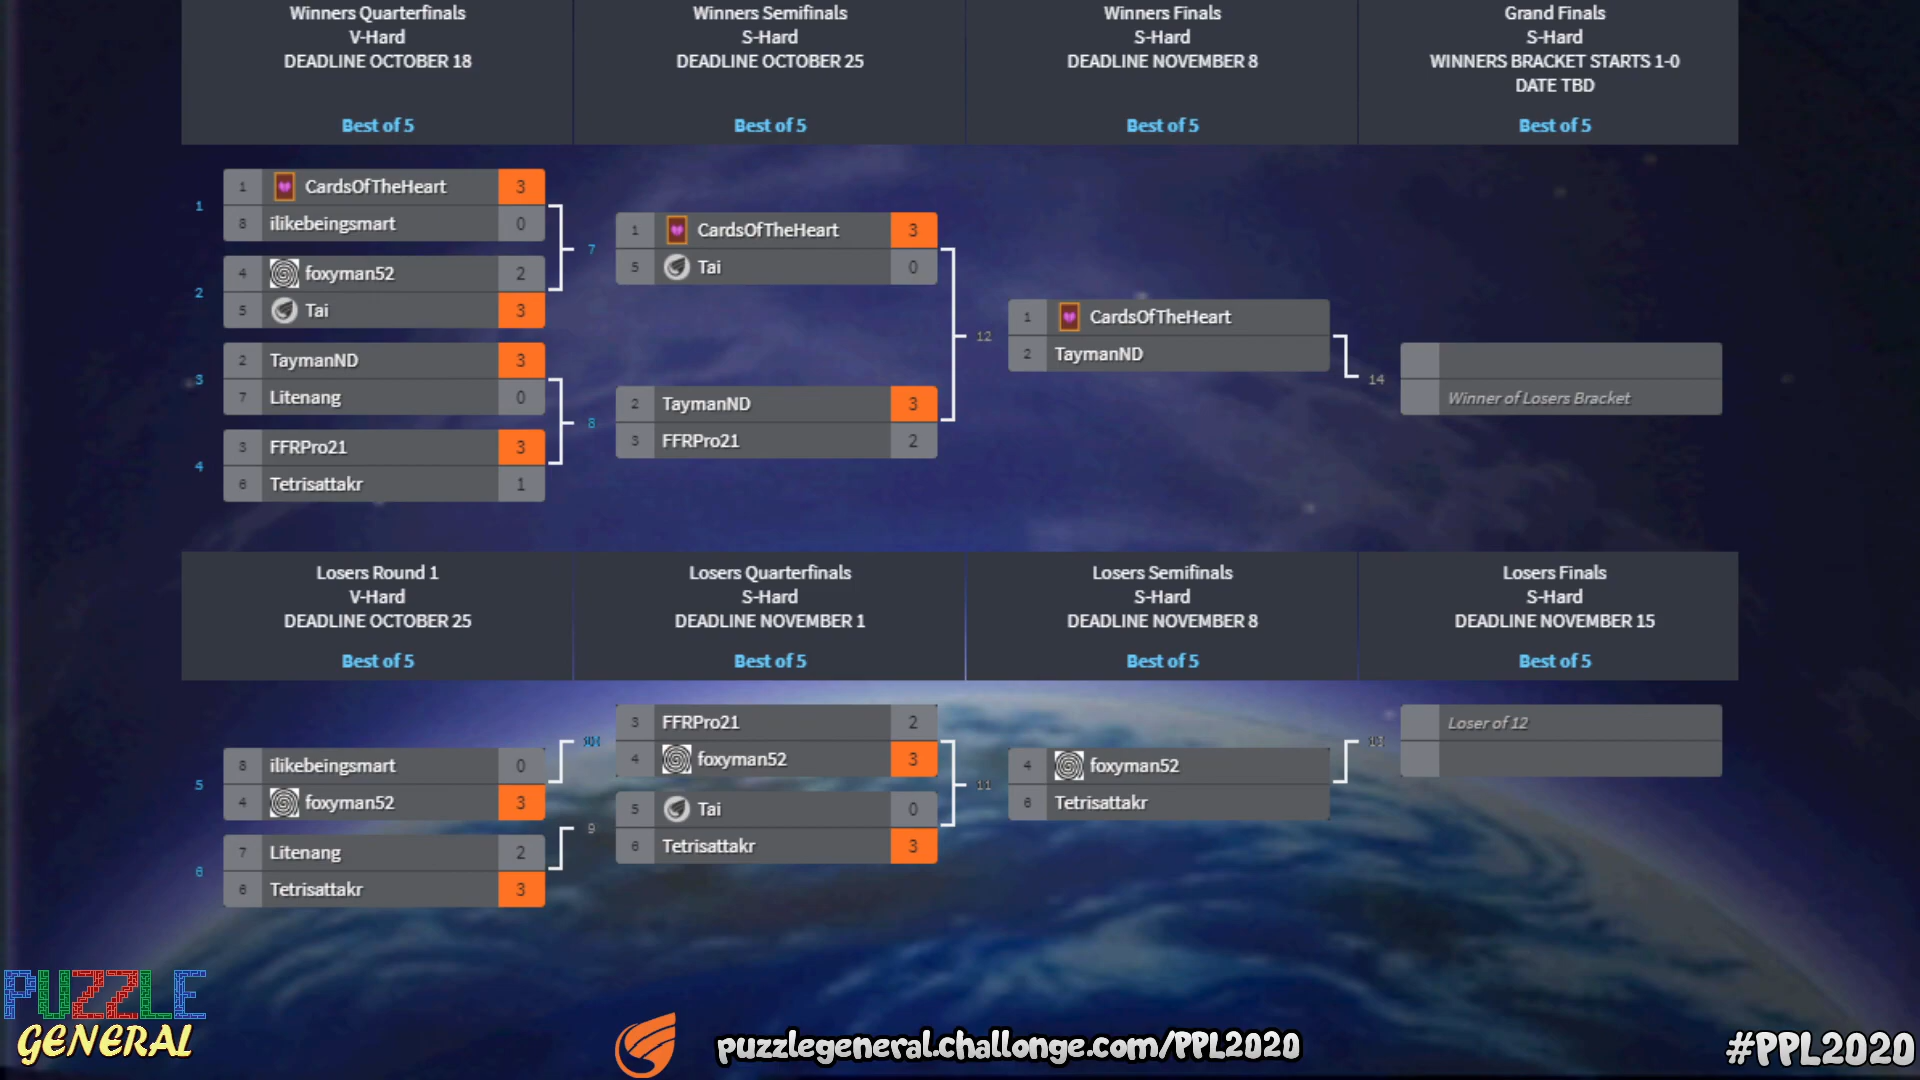 Winners Quarterfinals
V-Hard
DEADLINE OCTOBER 18
Best of 5
Winners Semifinals
S-Hard
DEADLINE OCTOBER 25
Best of 5
Winners Finals
S-Hard
DEADLINE NOVEMBER 8
Best of 5
Grand Finals
S-Hard
WINNERS BRACKET STARTS 1-0
DATE TBD
Best of 5
1
1 CardsOfTheHeart 3
8 ilikebeingsmart 0
2
4 foxyman52 2
5 Tai 3
3
2 TaymanND 3
7 Litenang 0
4
3 FFRPro21 3
6 Tetrisattakr 1
7
1 CardsOfTheHeart 3
5 Tai 0
8
2 TaymanND 3
3 FFRPro21 2
12
1 CardsOfTheHeart
2 TaymanND
14
Winner of Losers Bracket
Losers Round 1
V-Hard
DEADLINE OCTOBER 25
Best of 5
Losers Quarterfinals
S-Hard
DEADLINE NOVEMBER 1
Best of 5
Losers Semifinals
S-Hard
DEADLINE NOVEMBER 8
Best of 5
Losers Finals
S-Hard
DEADLINE NOVEMBER 15
Best of 5
5
8 ilikebeingsmart 0
4 foxyman52 3
6
7 Litenang 2
6 Tetrisattakr 3
3 FFRPro21 2
4 foxyman52 3
9
5 Tai 0
6 Tetrisattakr 3
11
4 foxyman52
6 Tetrisattakr
13
Loser of 12
PUZZLE
GENERAL
puzzlegeneral.challonge.com/PPL2020
#PPL2020